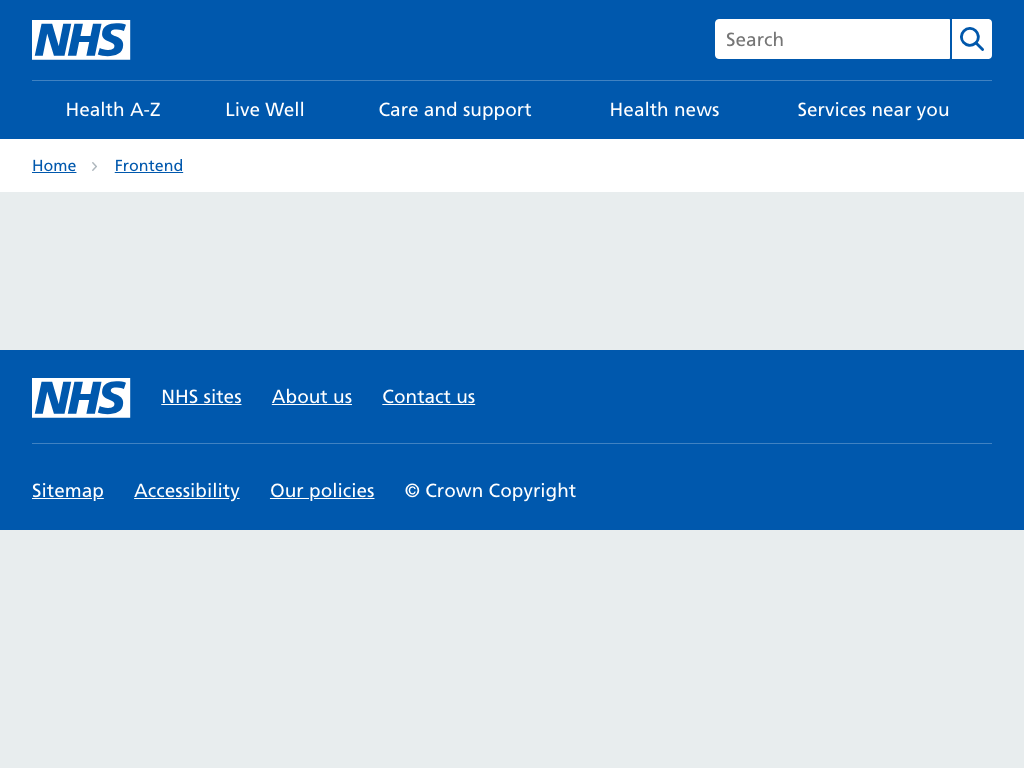 NHS
Search
Health A-Z Live Well Care and support Health news Services near you
Home Frontend
NHS NHS sites About us Contact us
Sitemap Accessibility Our policies © Crown Copyright